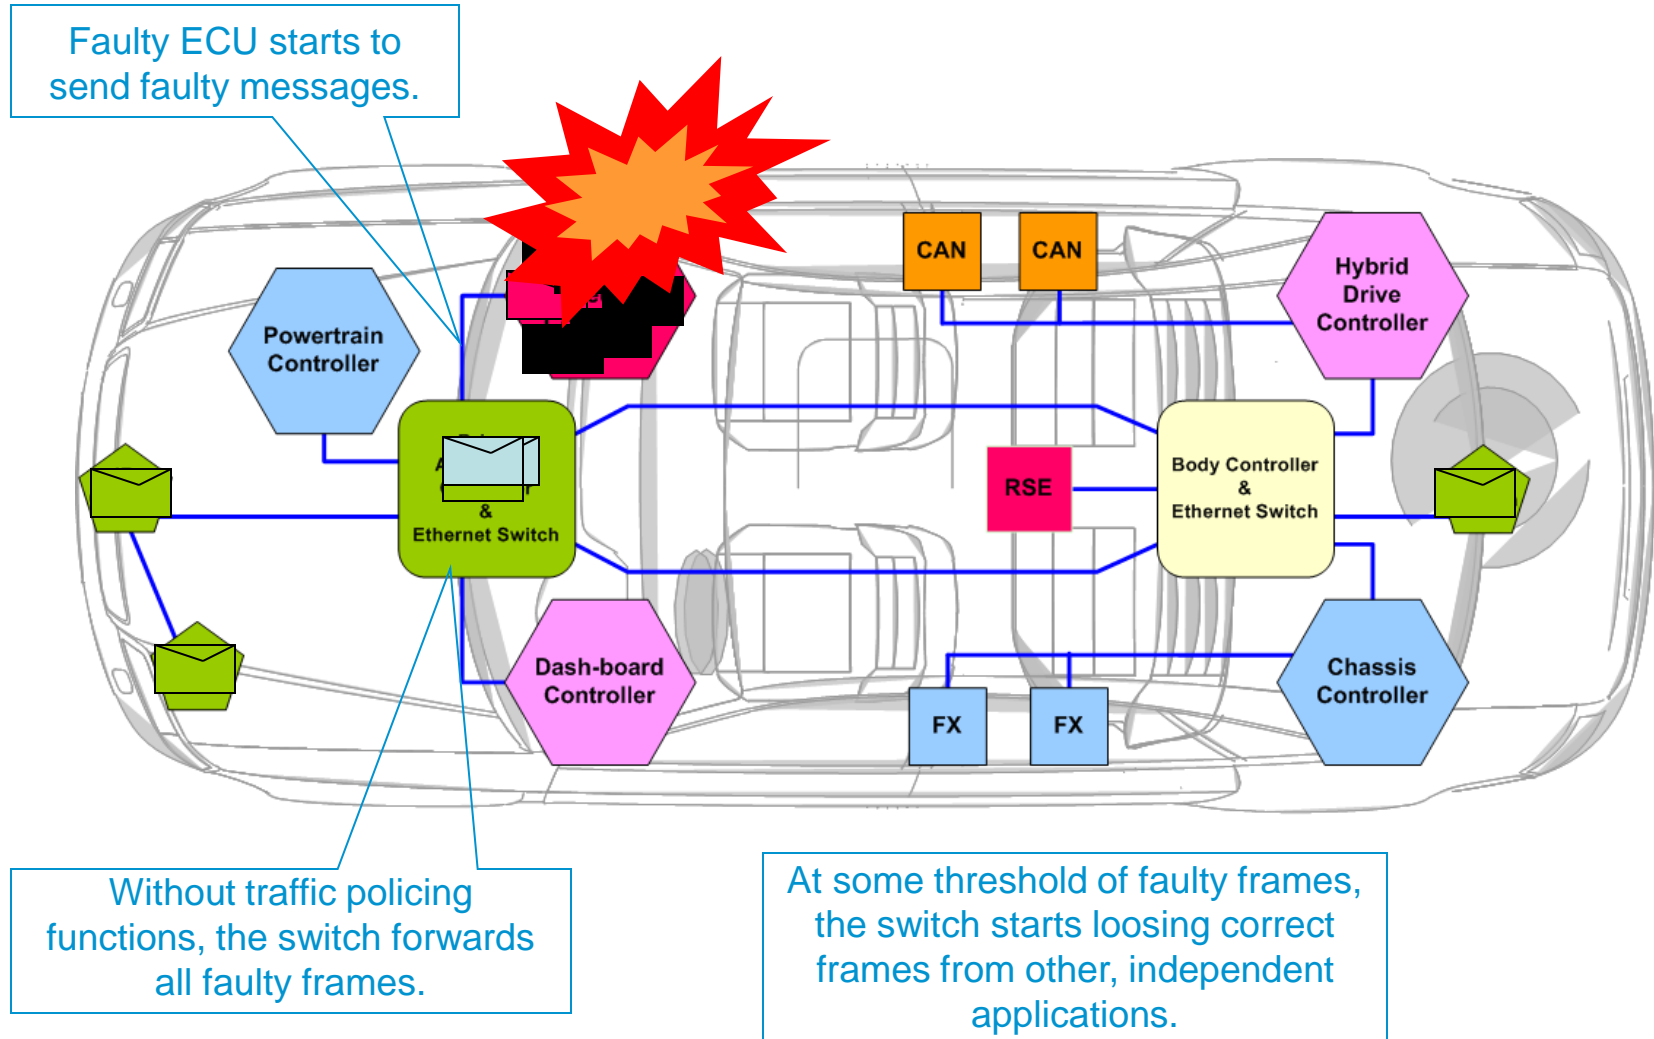 Faulty ECU starts to
send faulty messages.
CAN
CAN
Hybrid
Drive
Controller
Powertrain
Controller
&
Ethernet Switch
RSE
Body Controller
&
Ethernet Switch
Dash-board
Controller
FX
FX
Chassis
Controller
Without traffic policing
functions, the switch forwards
all faulty frames.
At some threshold of faulty frames,
the switch starts loosing correct
frames from other, independent
applications.